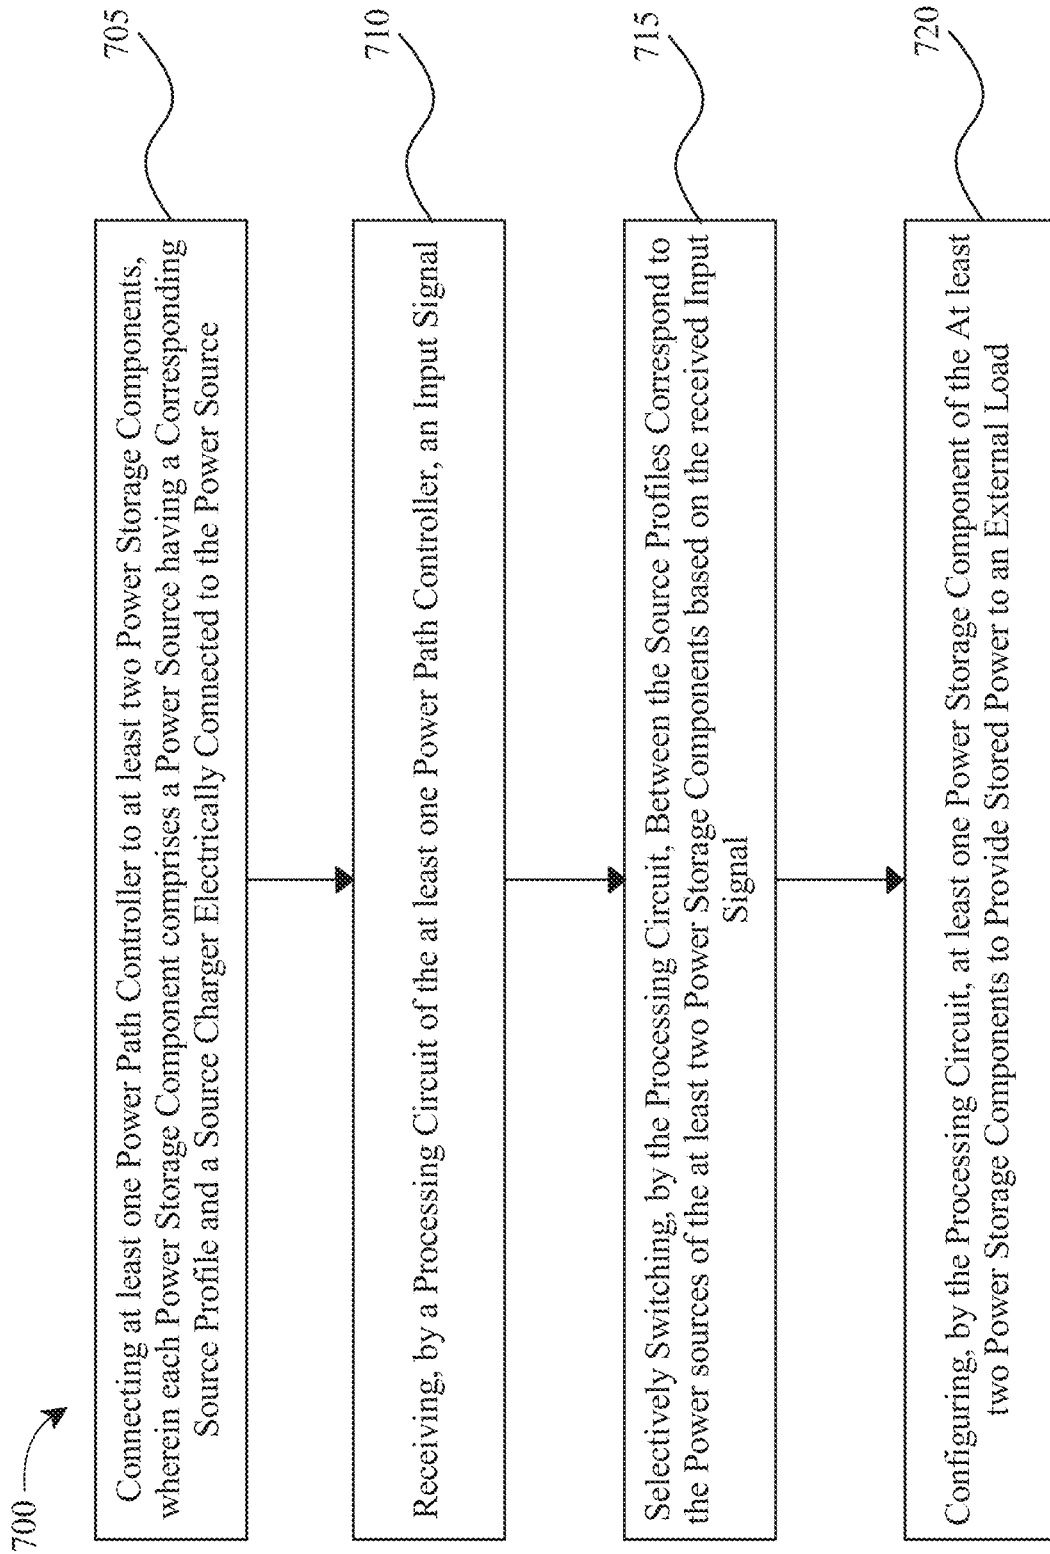 700
Connecting at least one Power Path Controller to at least two Power Storage Components,
wherein each Power Storage Component comprises a Power Source having a Corresponding
Source Profile and a Source Charger Electrically Connected to the Power Source
705
Receiving, by a Processing Circuit of the at least one Power Path Controller, an Input Signal
710
Selectively Switching, by the Processing Circuit, Between the Source Profiles Correspond to
the Power sources of the at least two Power Storage Components based on the received Input
Signal
715
Configuring, by the Processing Circuit, at least one Power Storage Component of the At least
two Power Storage Components to Provide Stored Power to an External Load
720